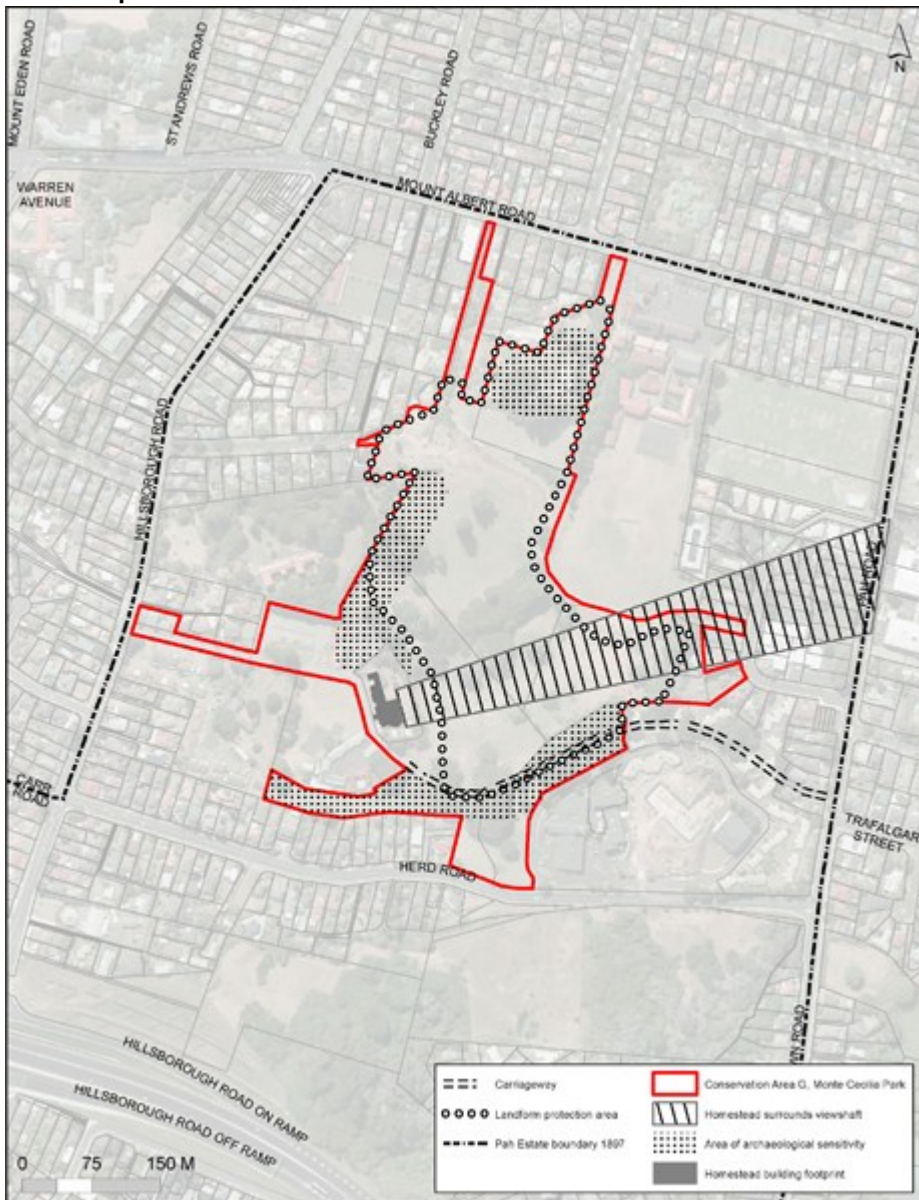 MOUNT EDEN ROAD
ST ANDREWS ROAD
BUCKLEY ROAD
N
WARREN
AVENUE
MOUNT ALBERT ROAD
HILLSBOROUGH ROAD
CARR
ROAD
TRAFALGAR
STREET
HERD ROAD
WN ROAD
HILLSBOROUGH ROAD ON RAMP
HILLSBOROUGH ROAD OFF RAMP
0 75 150 M
Carriageway
Landform protection area
Pah Estate boundary 1897
Conservation Area G, Monte Cecilia Park
Homestead surrounds viewshaft
Area of archaeological sensitivity
Homestead building footprint